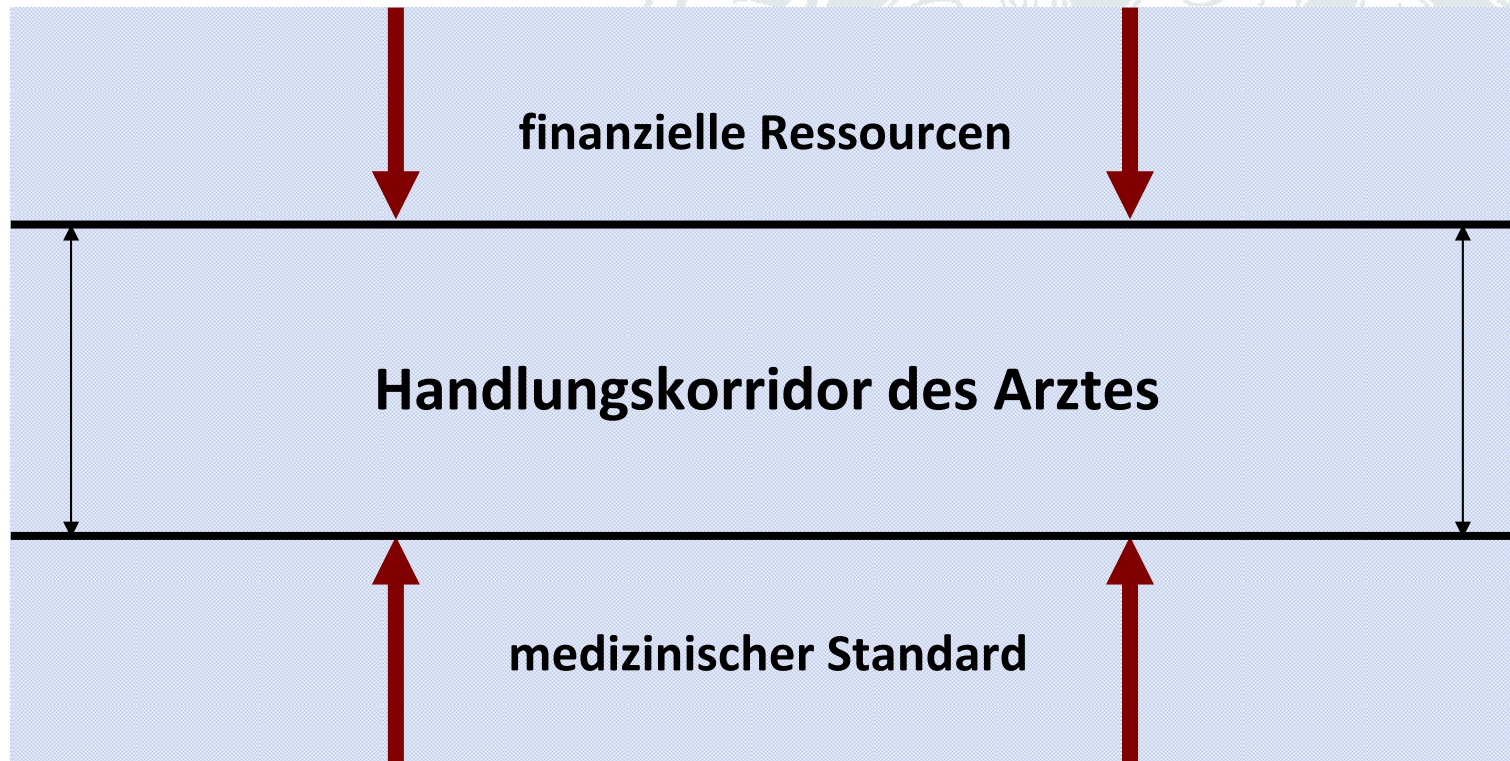 finanzielle Ressourcen
Handlungskorridor des Arztes
medizinischer Standard